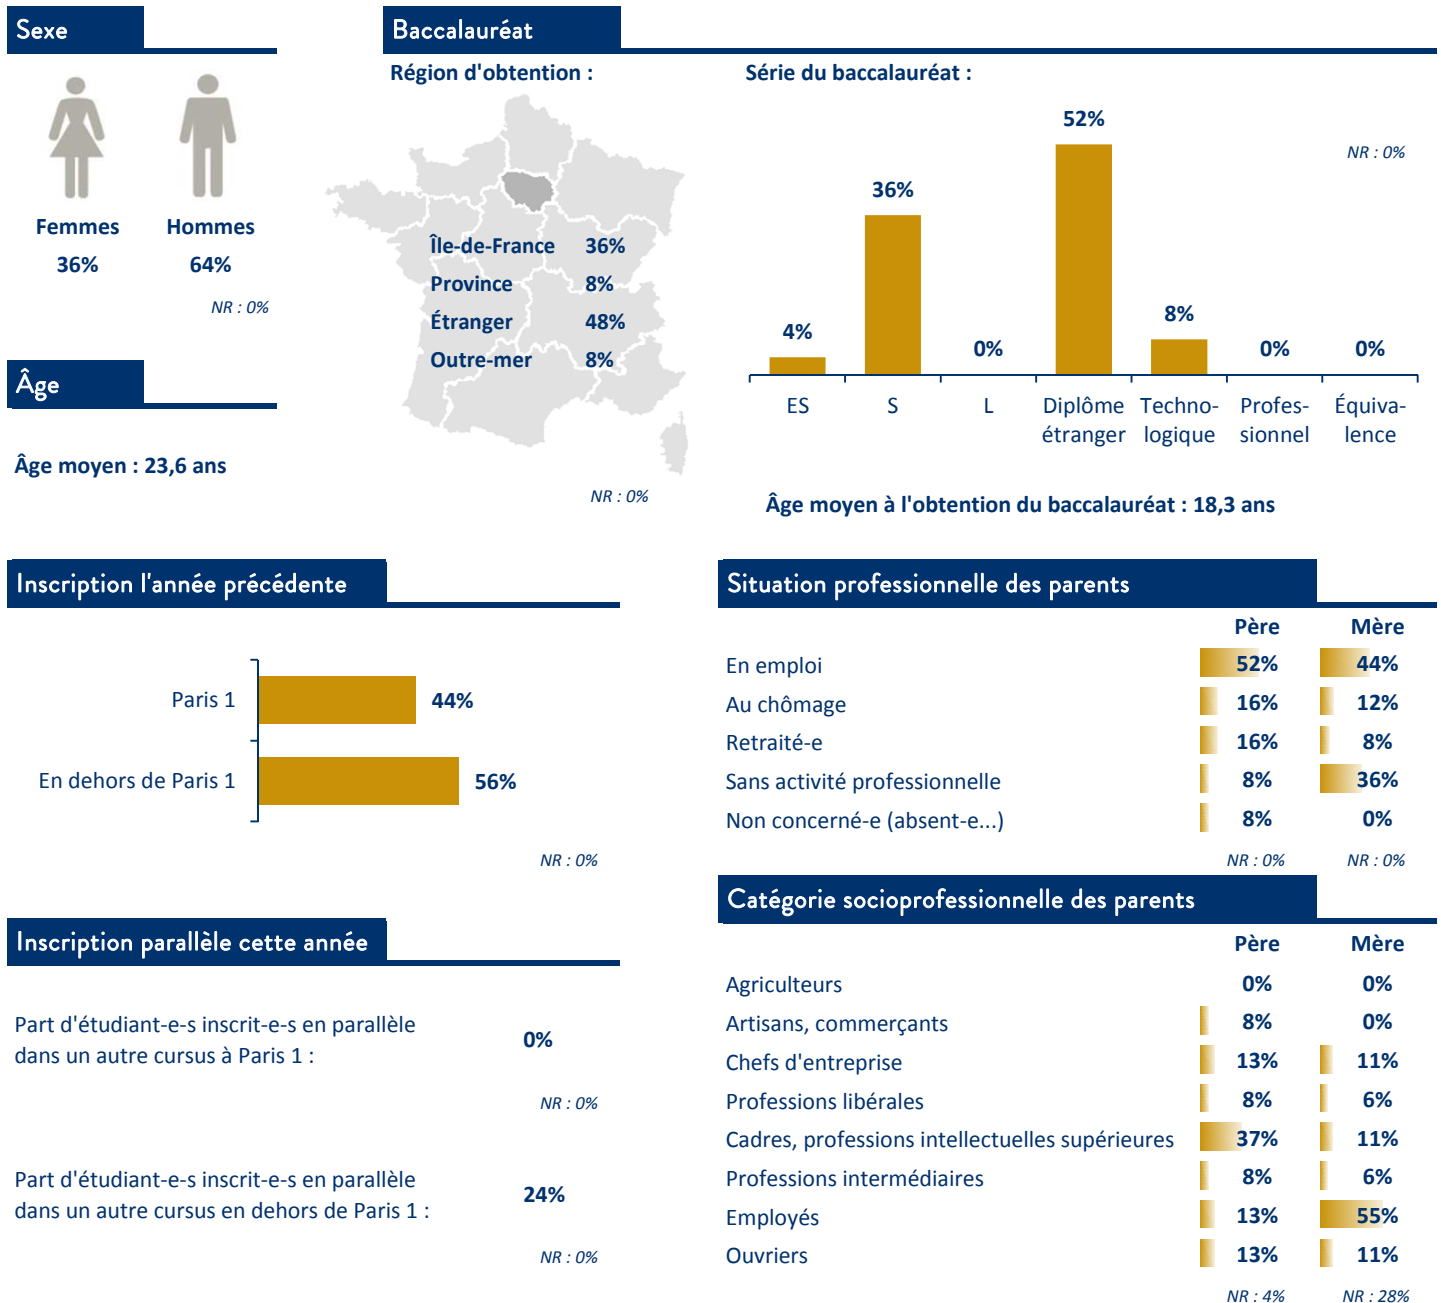 Sexe
Femmes Hommes
36% 64%
NR : 0%
Âge
Âge moyen : 23,6 ans
Baccalauréat
Région d'obtention :
Île-de-France 36%
Province 8%
Étranger 48%
Outre-mer 8%
NR : 0%
Série du baccalauréat :
NR : 0%
4% 36% 0% 52% 8% 0% 0%
ES S L Diplôme Techno- Profes- Équiva-
étranger logique sionnel lence
Âge moyen à l'obtention du baccalauréat : 18,3 ans
Inscription l'année précédente
Paris 1 44%
En dehors de Paris 1 56%
NR : 0%
Inscription parallèle cette année
Part d'étudiant-e-s inscrit-e-s en parallèle
dans un autre cursus à Paris 1 :
0%
NR : 0%
Part d'étudiant-e-s inscrit-e-s en parallèle
dans un autre cursus en dehors de Paris 1 :
24%
NR : 0%
Situation professionnelle des parents
Père Mère
En emploi 52% 44%
Au chômage 16% 12%
Retraité-e 16% 8%
Sans activité professionnelle 8% 36%
Non concerné-e (absent-e...) 8% 0%
NR : 0% NR : 0%
Catégorie socioprofessionnelle des parents
Père Mère
Agriculteurs 0% 0%
Artisans, commerçants 8% 0%
Chefs d'entreprise 13% 11%
Professions libérales 8% 6%
Cadres, professions intellectuelles supérieures 37% 11%
Professions intermédiaires 8% 6%
Employés 13% 55%
Ouvriers 13% 11%
NR : 4% NR : 28%